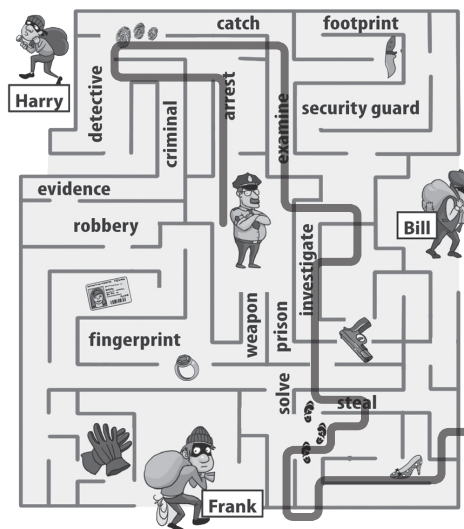 catch
footprint
Harry
detective
criminal
arrest
examine
security guard
evidence
robbery
Bill
investigate
weapon
prison
fingerprint
solve
steal
Frank